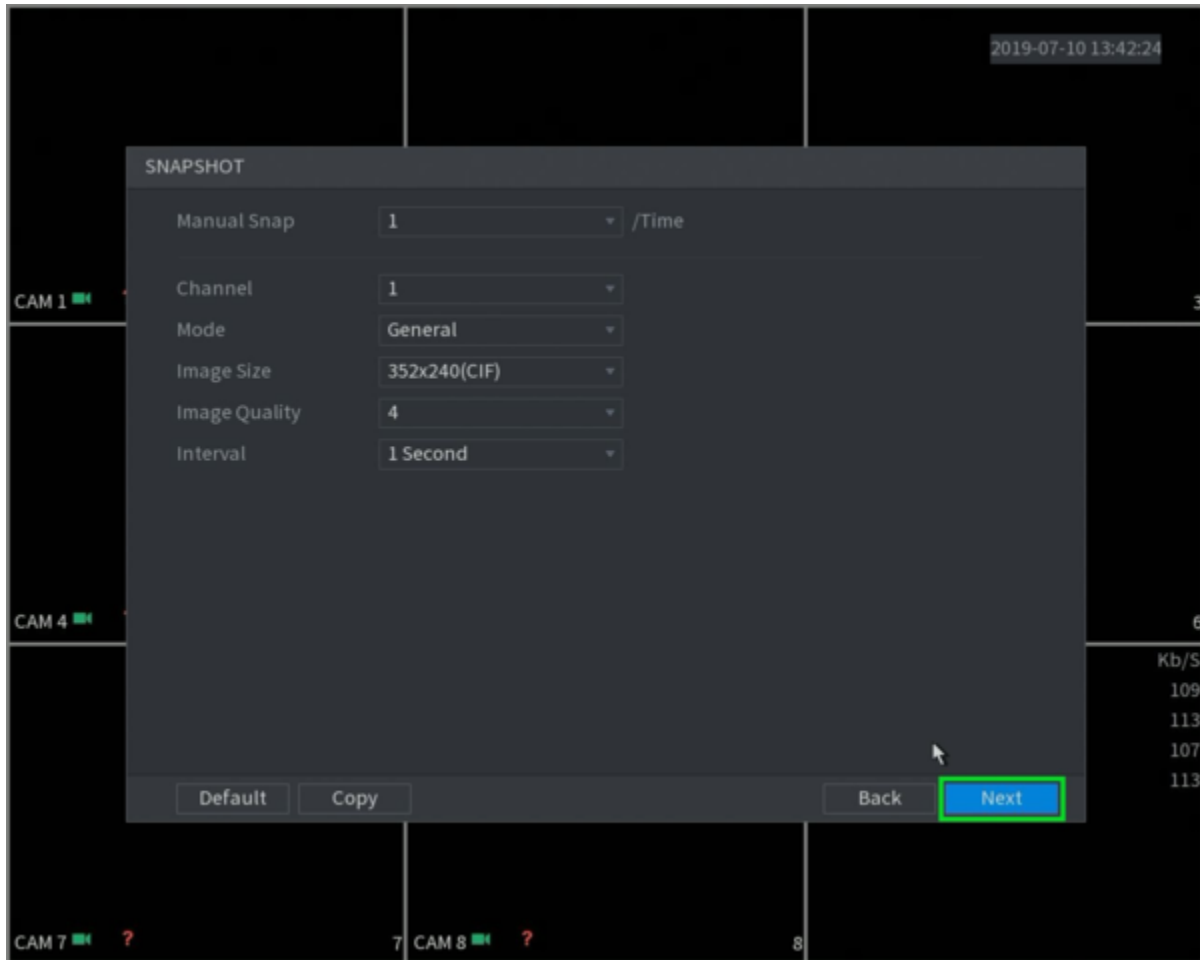 2019-07-10 13:42:24
SNAPSHOT
Manual Snap 1 /Time
Channel 1
CAM 1 3
Mode General
Image Size 352x240(CIF)
Image Quality 4
Interval 1 Second
CAM 4 6
Kb/S
109
113
107
113
Default Copy Back Next
CAM 7 ? 7 CAM 8 ? 8